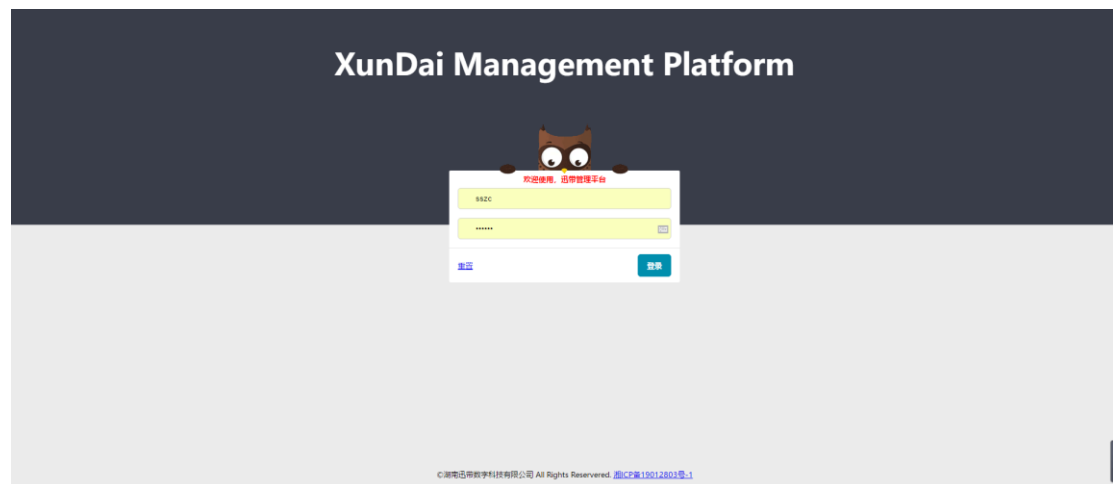 XunDai Management Platform
欢迎使用，迅带管理平台
sszc
••••••
重置 登录
©湖南迅带数字科技有限公司 All Rights Reservered. 湘ICP备19012803号-1